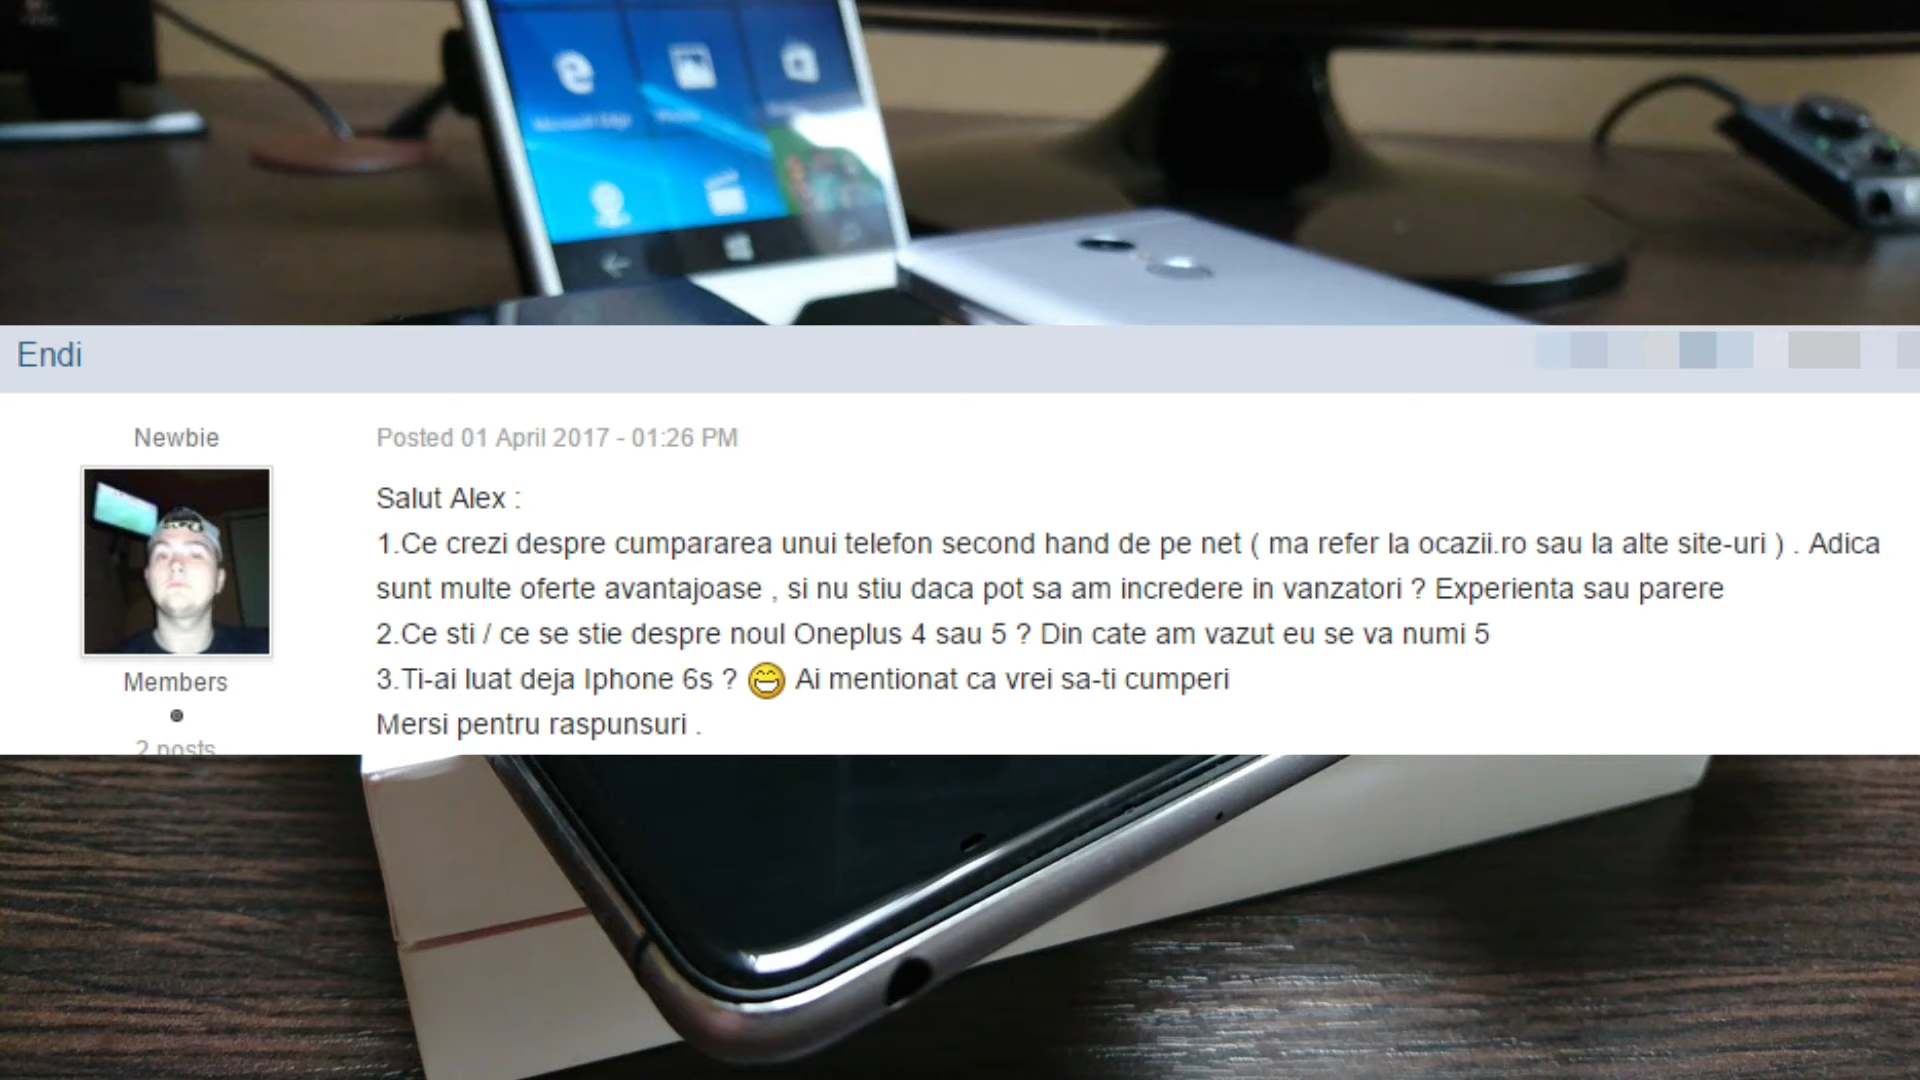 Endi
Newbie
Posted 01 April 2017 - 01:26 PM
Salut Alex :
1.Ce crezi despre cumpararea unui telefon second hand de pe net ( ma refer la ocazii.ro sau la alte site-uri ) . Adica
sunt multe oferte avantajoase , si nu stiu daca pot sa am incredere in vanzatori ? Experienta sau parere
2.Ce sti / ce se stie despre noul Oneplus 4 sau 5 ? Din cate am vazut eu se va numi 5
3.Ti-ai luat deja Iphone 6s ? Ai mentionat ca vrei sa-ti cumperi
Mersi pentru raspunsuri .
Members
2 posts
Microsoft Edge